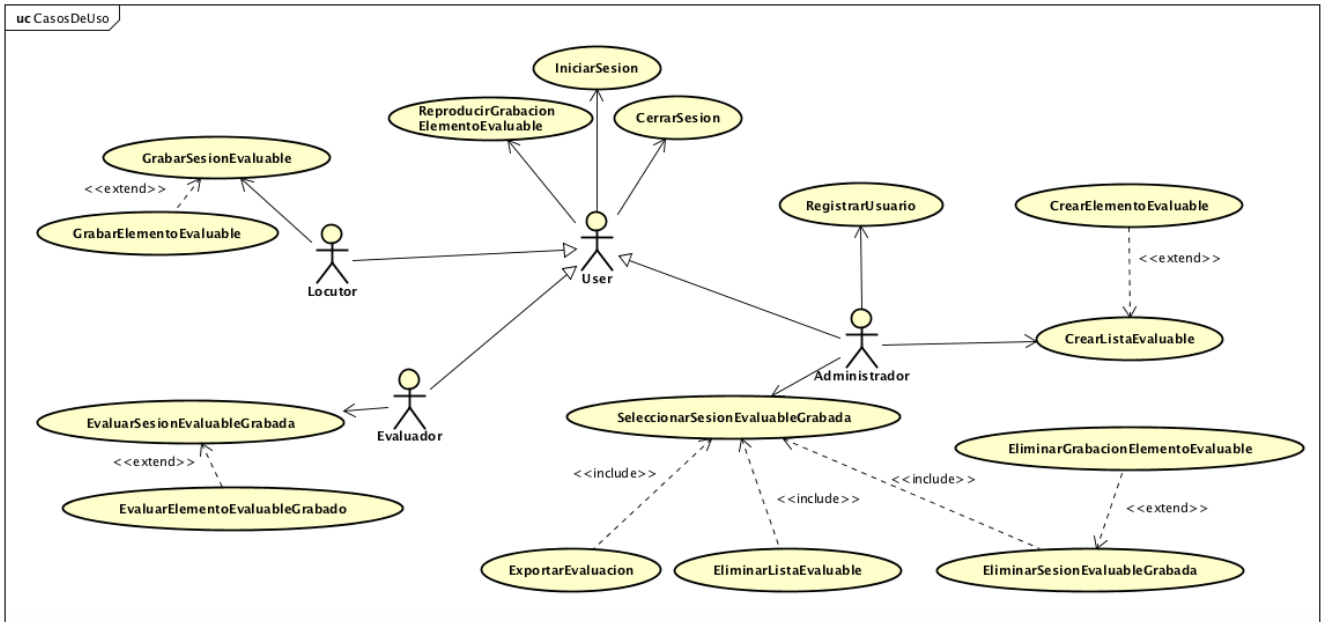 uc CasosDeUso
IniciarSesion
ReproducirGrabacion
ElementoEvaluable
CerrarSesion
GrabarSesionEvaluable
<<extend>>
GrabarElementoEvaluable
RegistrarUsuario
CrearElementoEvaluable
<<extend>>
User
Locutor
CrearListaEvaluable
Administrador
EvaluarSesionEvaluableGrabada
Evaluador
SeleccionarSesionEvaluableGrabada
<<extend>>
EliminarGrabacionElementoEvaluable
<<include>>
<<include>>
<<include>>
EvaluarElementoEvaluableGrabado
<<extend>>
ExportarEvaluacion
EliminarListaEvaluable
EliminarSesionEvaluableGrabada